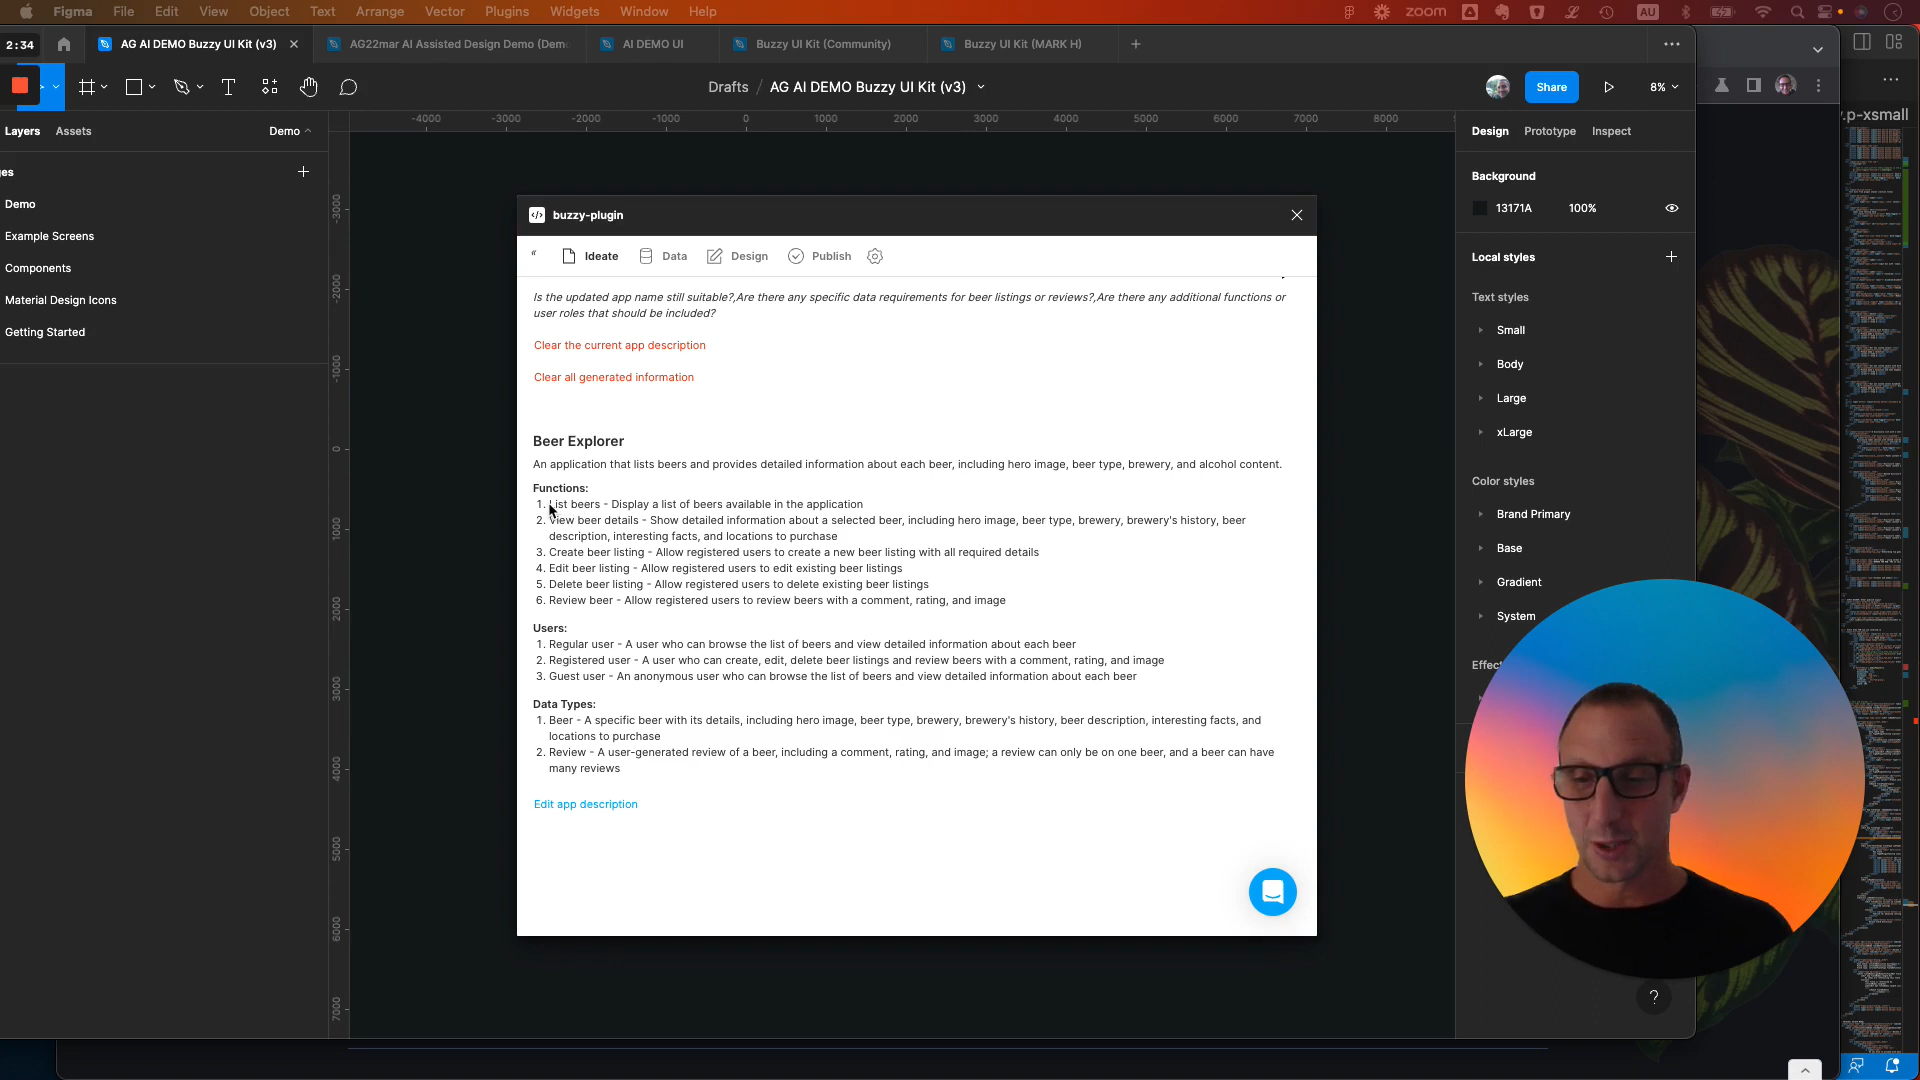 Figma File Edit View Object Text Arrange Vector Plugins Widgets Window Help
zoom AU
2:34
AG AI DEMO Buzzy UI Kit (v3)
AG22mar AI Assisted Design Demo (Dem
AI DEMO UI
Buzzy UI Kit (Community)
Buzzy UI Kit (MARK H)
Drafts / AG AI DEMO Buzzy UI Kit (v3)
Share
8%
Layers Assets Demo
ges
Demo
Example Screens
Components
Material Design Icons
Getting Started
-4000 -3000 -2000 -1000 0 1000 2000 3000 4000 5000 6000 7000 8000
-3000
-2000
-1000
0
1000
2000
3000
4000
5000
6000
7000
buzzy-plugin
Ideate Data Design Publish
Is the updated app name still suitable?,Are there any specific data requirements for beer listings or reviews?,Are there any additional functions or
user roles that should be included?
Clear the current app description
Clear all generated information
Beer Explorer
An application that lists beers and provides detailed information about each beer, including hero image, beer type, brewery, and alcohol content.
Functions:
1. List beers - Display a list of beers available in the application
2. View beer details - Show detailed information about a selected beer, including hero image, beer type, brewery, brewery's history, beer
description, interesting facts, and locations to purchase
3. Create beer listing - Allow registered users to create a new beer listing with all required details
4. Edit beer listing - Allow registered users to edit existing beer listings
5. Delete beer listing - Allow registered users to delete existing beer listings
6. Review beer - Allow registered users to review beers with a comment, rating, and image
Users:
1. Regular user - A user who can browse the list of beers and view detailed information about each beer
2. Registered user - A user who can create, edit, delete beer listings and review beers with a comment, rating, and image
3. Guest user - An anonymous user who can browse the list of beers and view detailed information about each beer
Data Types:
1. Beer - A specific beer with its details, including hero image, beer type, brewery, brewery's history, beer description, interesting facts, and
locations to purchase
2. Review - A user-generated review of a beer, including a comment, rating, and image; a review can only be on one beer, and a beer can have
many reviews
Edit app description
Design Prototype Inspect
Background
13171A 100%
Local styles
Text styles
Small
Body
Large
xLarge
Color styles
Brand Primary
Base
Gradient
System
Effec
?
.p-xsmall